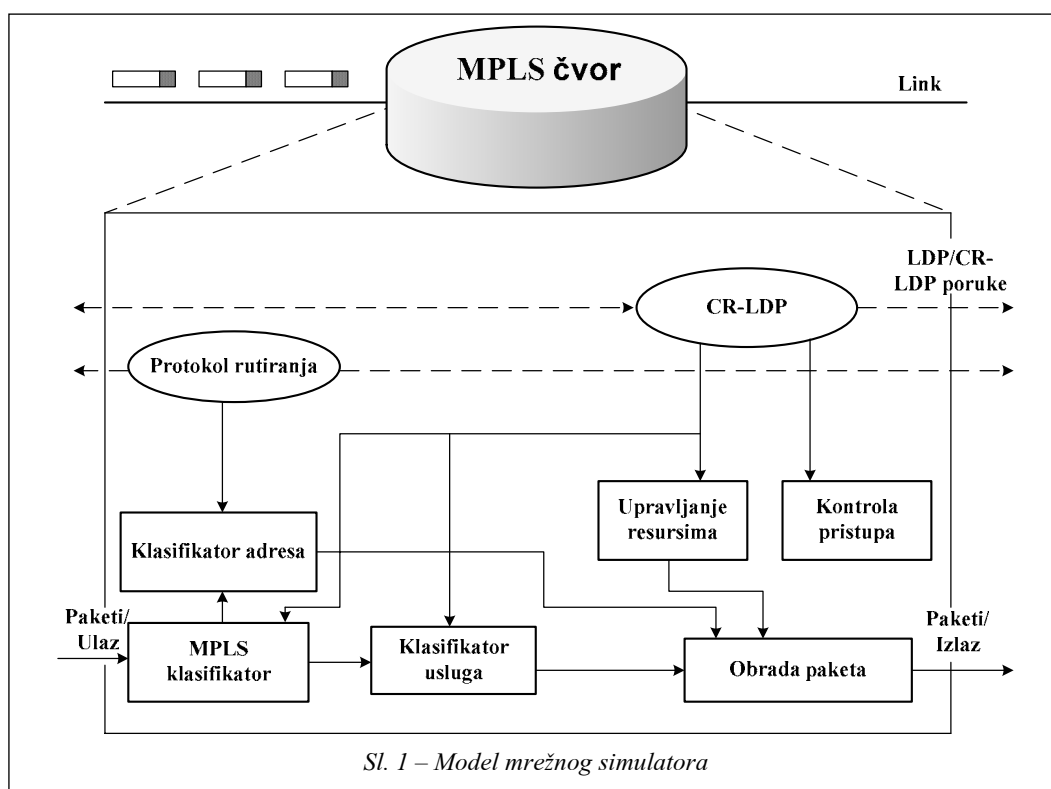 MPLS čvor
Link
LDP/CR-
LDP poruke
CR-LDP
Protokol rutiranja
Upravljanje
resursima
Kontrola
pristupa
Klasifikator adresa
Paketi/
Ulaz
MPLS
klasifikator
Klasifikator
usluga
Obrada paketa
Paketi/
Izlaz
Sl. 1 – Model mrežnog simulatora